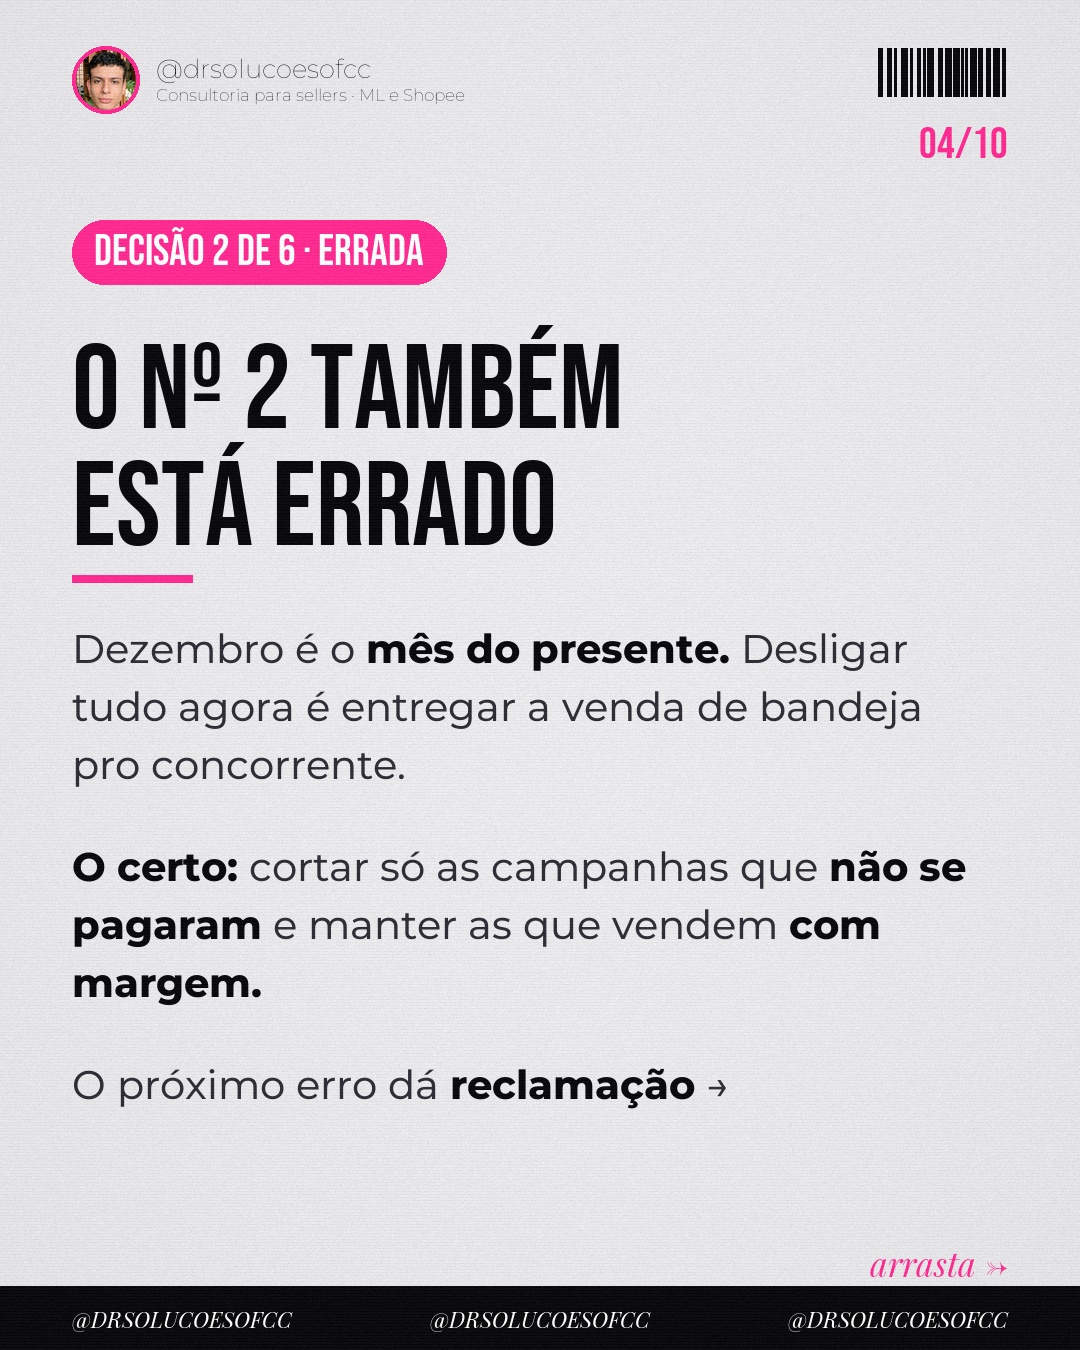 @drsolucoesofcc
Consultoria para sellers · ML e Shopee
04/10
DECISÃO 2 DE 6 · ERRADA
O Nº 2 TAMBÉM
ESTÁ ERRADO
Dezembro é o mês do presente. Desligar
tudo agora é entregar a venda de bandeja
pro concorrente.
O certo: cortar só as campanhas que não se
pagaram e manter as que vendem com
margem.
O próximo erro dá reclamação →
arrasta ➳
@DRSOLUCOESOFCC @DRSOLUCOESOFCC @DRSOLUCOESOFCC